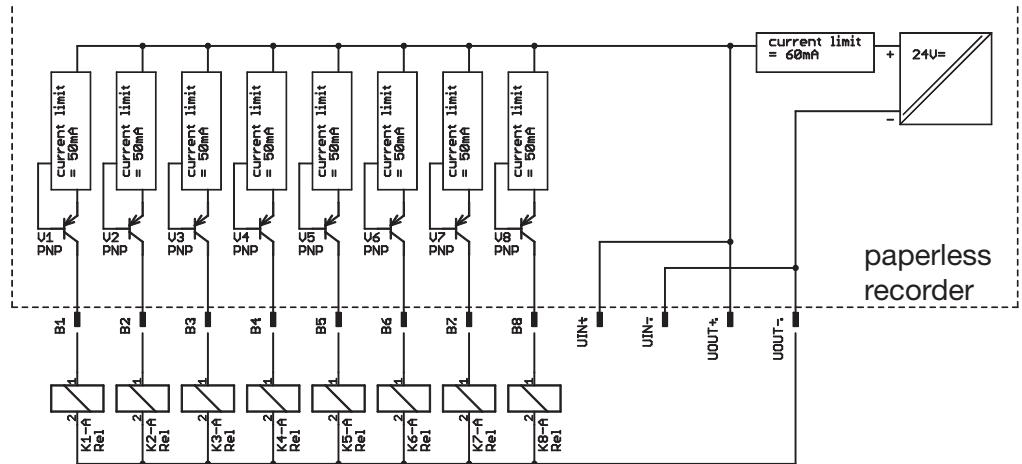 current limit
= 60mA
+
24V=
-
current limit
= 50mA
current limit
= 50mA
current limit
= 50mA
current limit
= 50mA
current limit
= 50mA
current limit
= 50mA
current limit
= 50mA
current limit
= 50mA
V1
PNP
V2
PNP
V3
PNP
V4
PNP
V5
PNP
V6
PNP
V7
PNP
V8
PNP
paperless
recorder
B1
B2
B3
B4
B5
B6
B7
B8
UIN+
UIN-
UOUT+
UOUT-
1
1
1
1
1
1
1
1
2
2
2
2
2
2
2
2
K1-A
Rel
K2-A
Rel
K3-A
Rel
K4-A
Rel
K5-A
Rel
K6-A
Rel
K7-A
Rel
K8-A
Rel